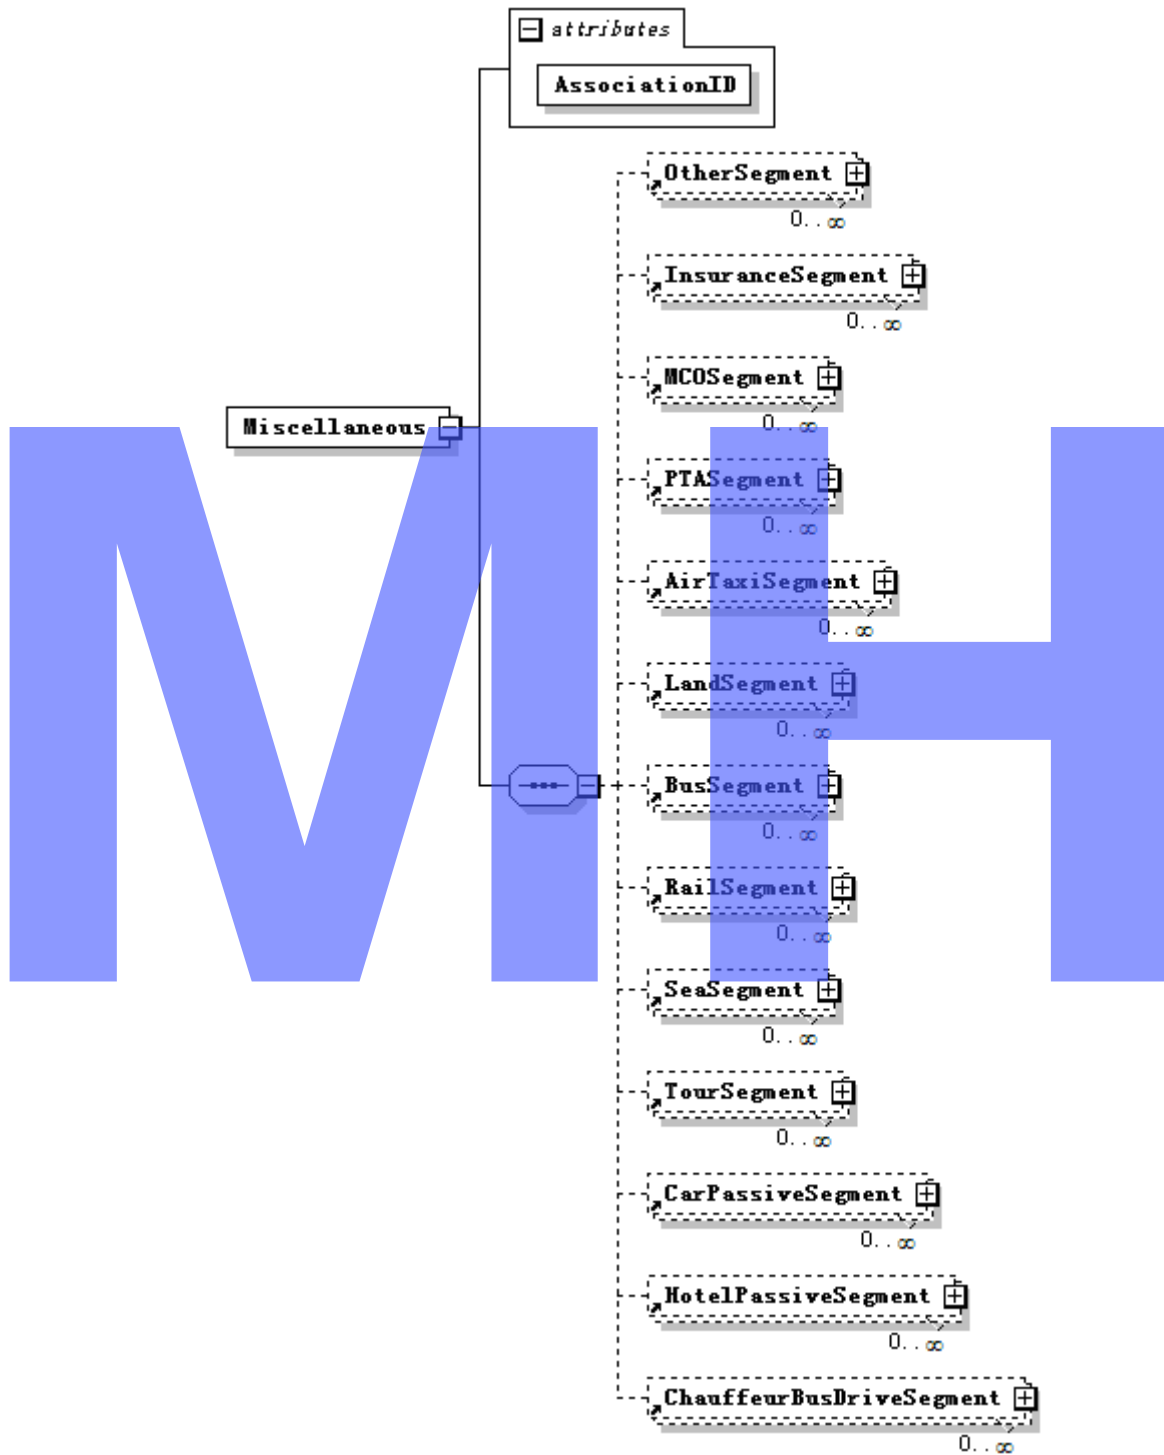 attributes
AssociationID
OtherSegment
0..∞
InsuranceSegment
0..∞
MCOSegment
0..∞
Miscellaneous
PTASegment
0..∞
AirTaxiSegment
0..∞
LandSegment
0..∞
BusSegment
0..∞
RailSegment
0..∞
SeaSegment
0..∞
TourSegment
0..∞
CarPassiveSegment
0..∞
HotelPassiveSegment
0..∞
ChauffeurBusDriveSegment
0..∞
MH